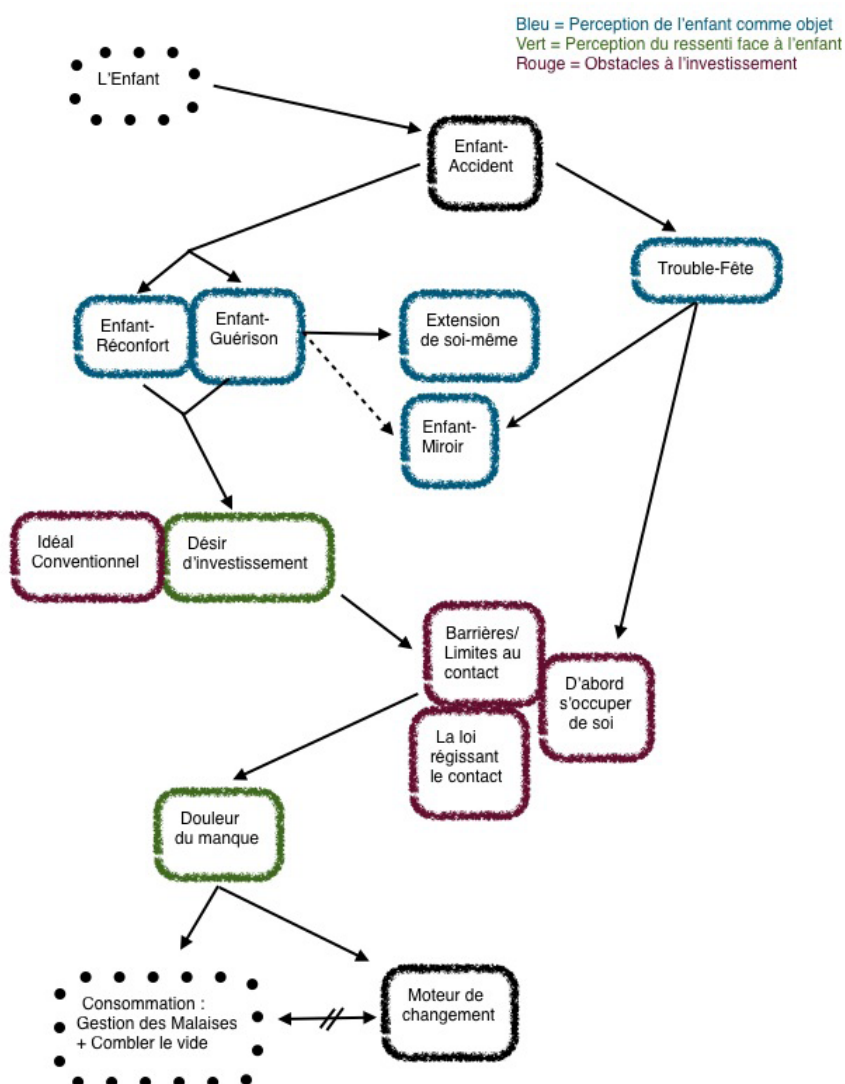 Bleu = Perception de l'enfant comme objet
Vert = Perception du ressenti face à l'enfant
Rouge = Obstacles à l'investissement
L'Enfant
Enfant-
Accident
Trouble-Fête
Enfant-
Réconfort
Enfant-
Guérison
Extension
de soi-même
Enfant-
Miroir
Idéal
Conventionnel
Désir
d'investissement
Barrières/
Limites au
contact
D'abord
s'occuper
de soi
La loi
régissant
le contact
Douleur
du manque
Consommation :
Gestion des Malaises
+ Combler le vide
Moteur de
changement